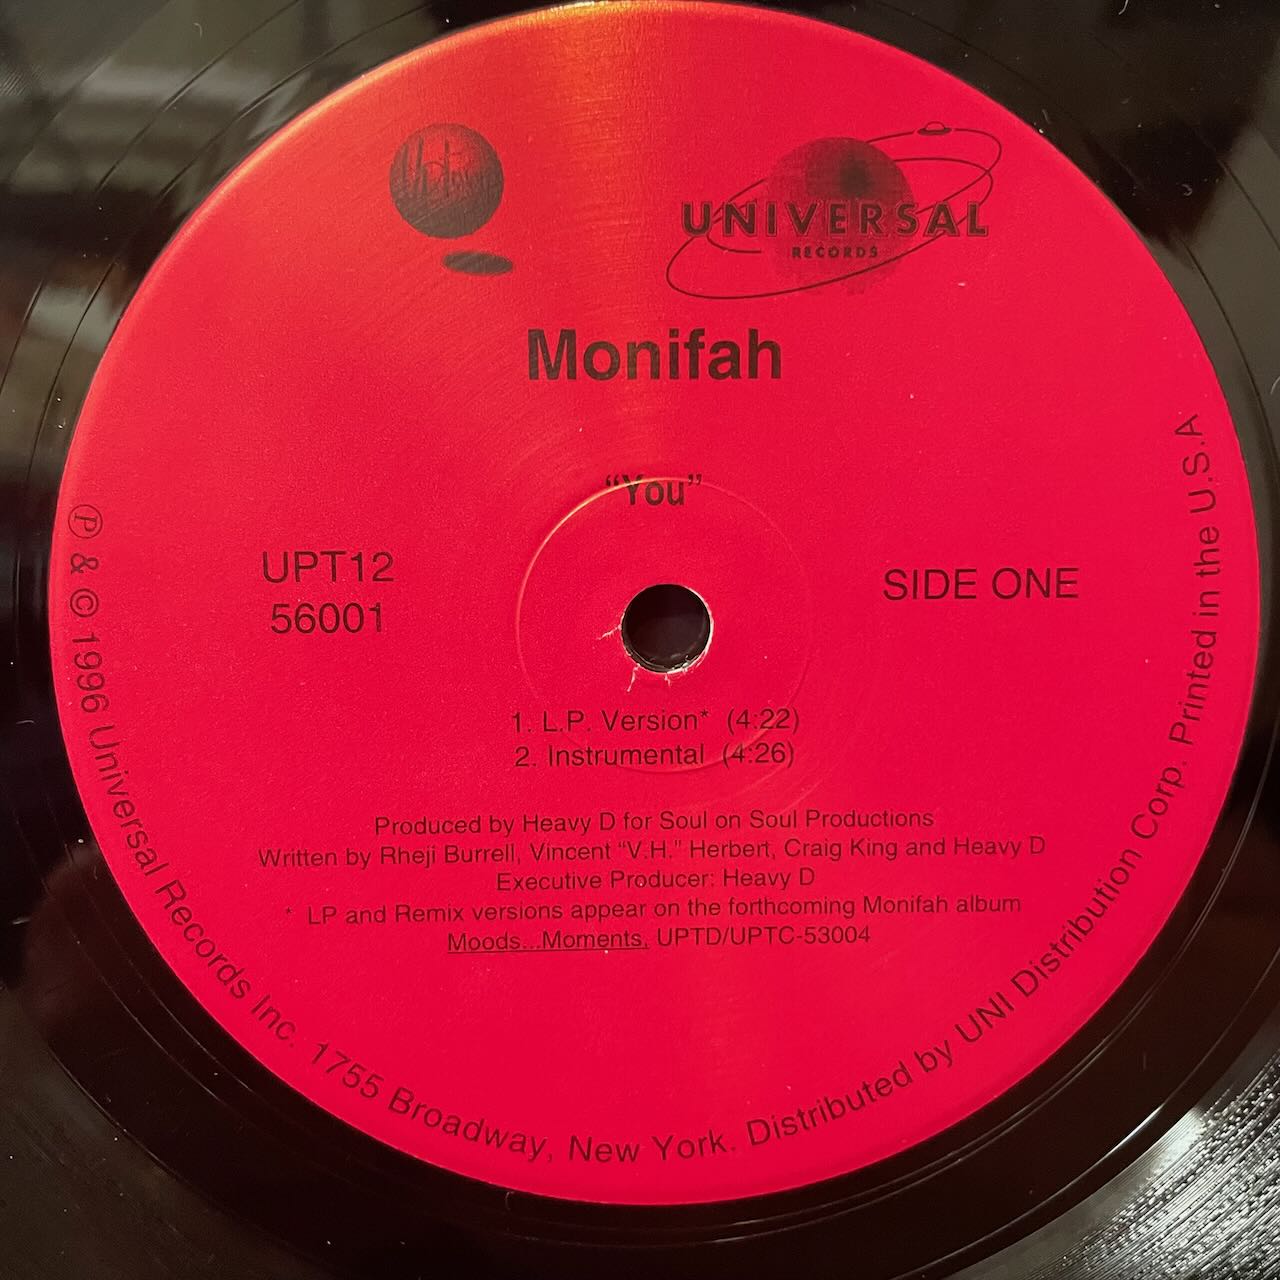 Uptown
UNIVERSAL
RECORDS
Monifah
“You”
UPT12
56001
SIDE ONE
1. L.P. Version* (4:22)
2. Instrumental (4:26)
Produced by Heavy D for Soul on Soul Productions
Written by Rheji Burrell, Vincent “V.H.” Herbert, Craig King and Heavy D
Executive Producer: Heavy D
* LP and Remix versions appear on the forthcoming Monifah album
Moods...Moments, UPTD/UPTC-53004
℗ & © 1996 Universal Records Inc. 1755 Broadway, New York. Distributed by UNI Distribution Corp. Printed in the U.S.A